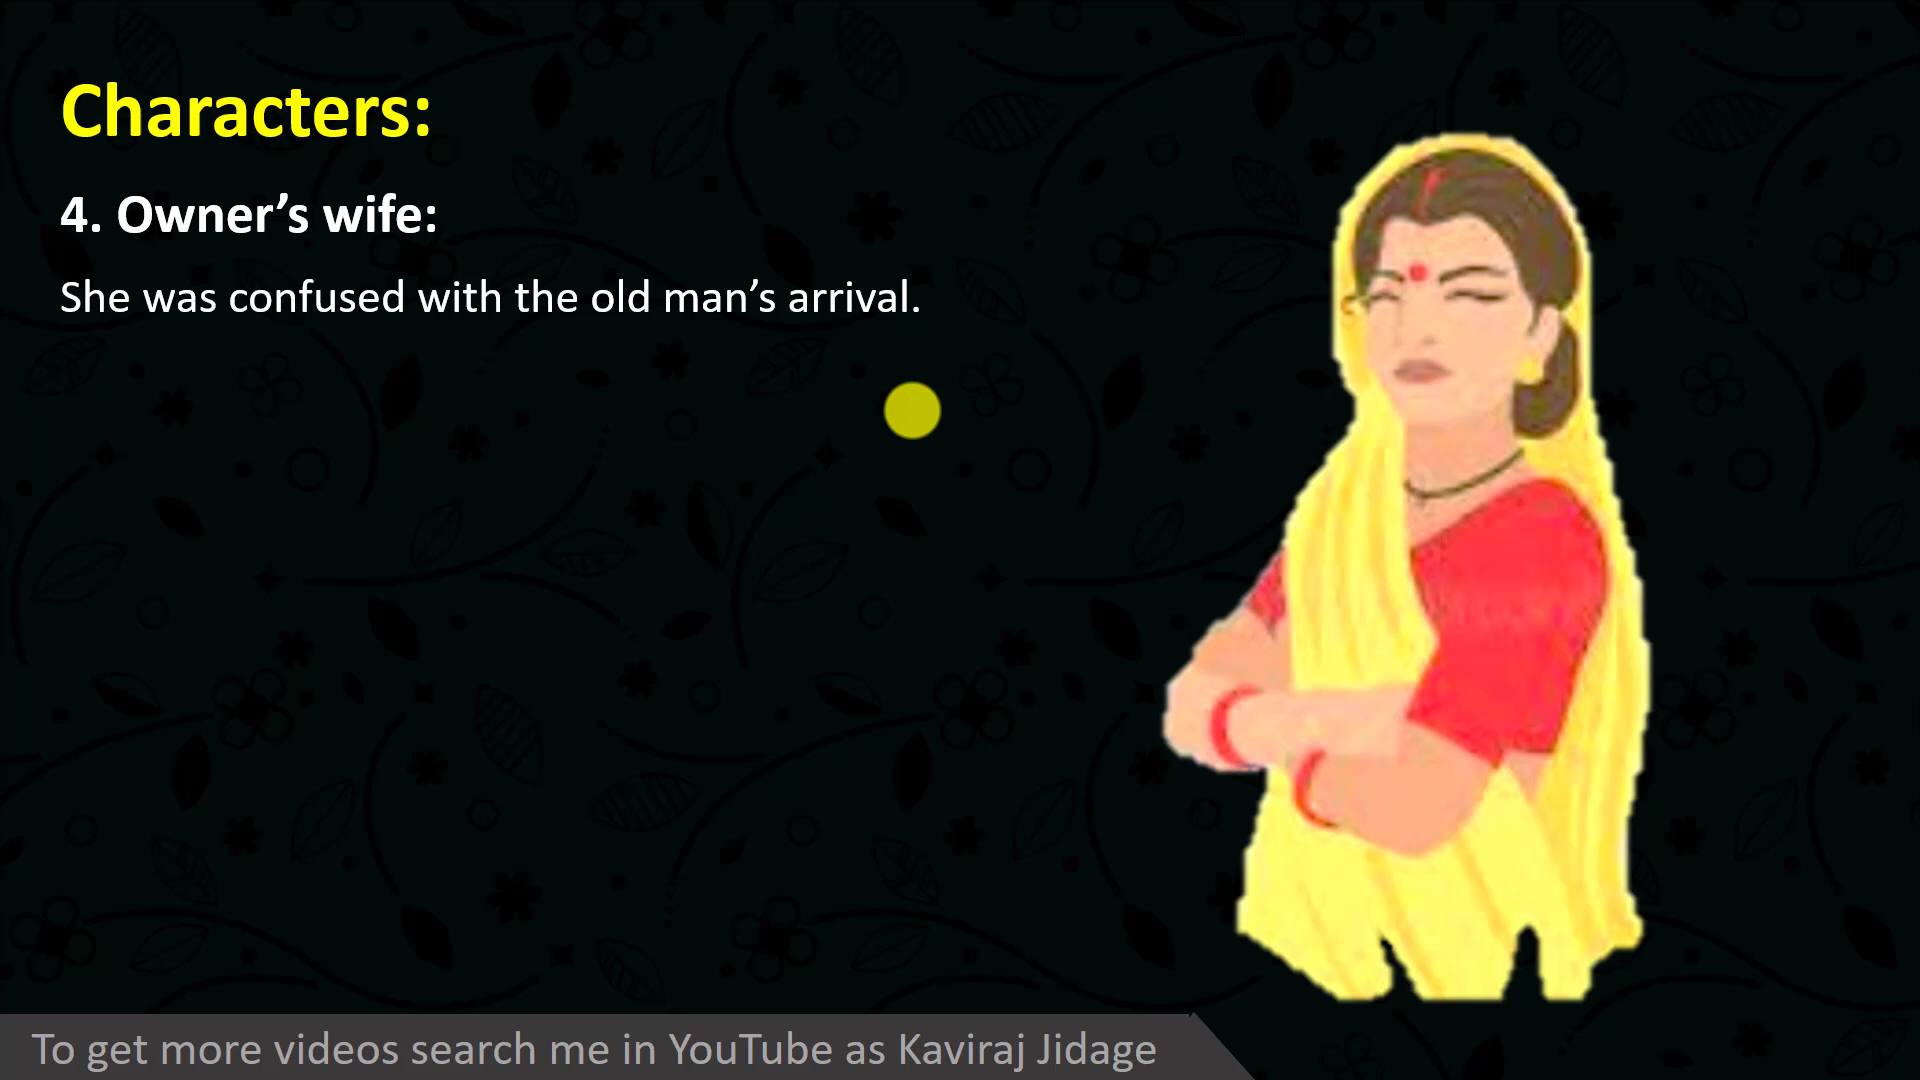 Characters:
4. Owner’s wife:
She was confused with the old man’s arrival.
To get more videos search me in YouTube as Kaviraj Jidage